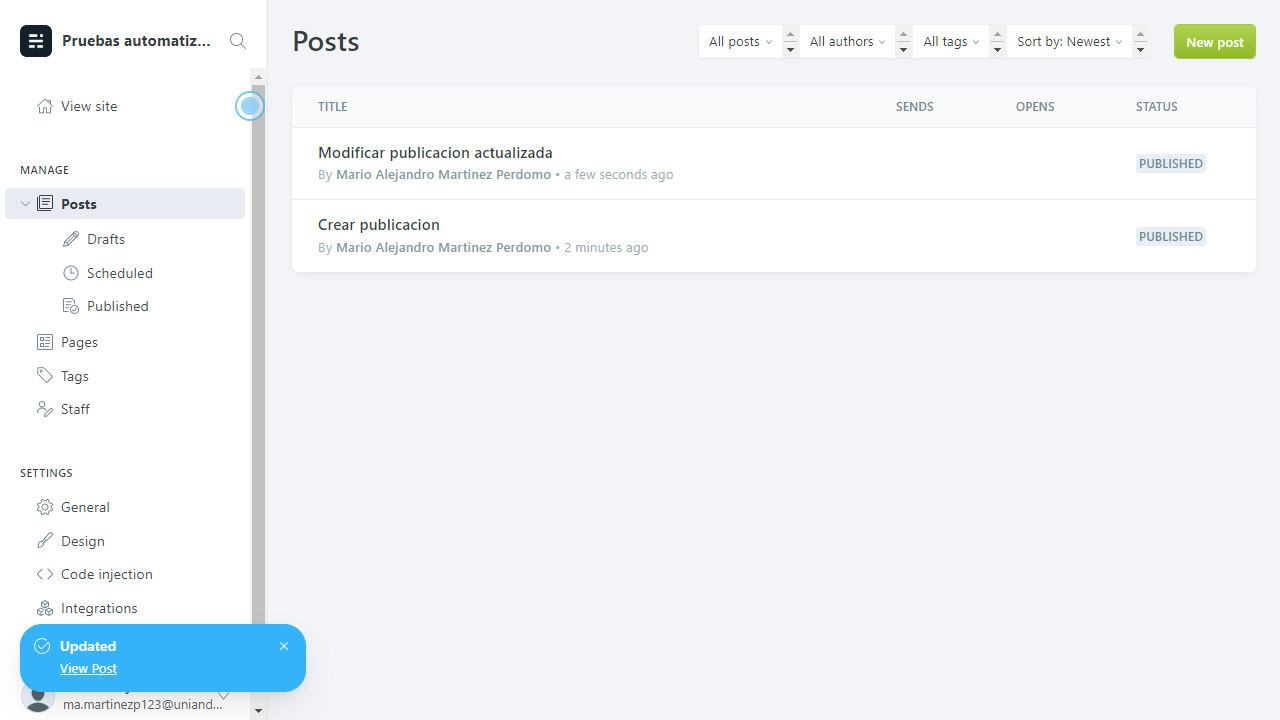 Pruebas automatiz...
View site
MANAGE
Posts
Drafts
Scheduled
Published
Pages
Tags
Staff
SETTINGS
General
Design
Code injection
Integrations
Updated
View Post
ma.martinezp123@uniand...
Posts
All posts
All authors
All tags
Sort by: Newest
New post
TITLE SENDS OPENS STATUS
Modificar publicacion actualizada
By Mario Alejandro Martinez Perdomo • a few seconds ago
PUBLISHED
Crear publicacion
By Mario Alejandro Martinez Perdomo • 2 minutes ago
PUBLISHED